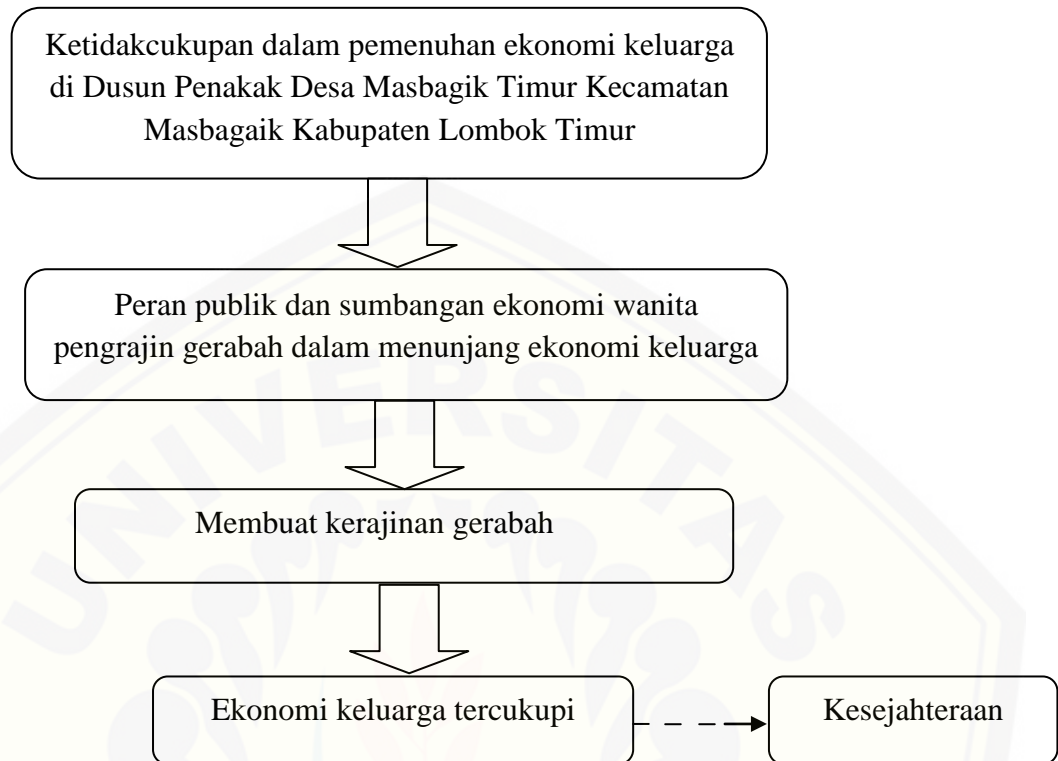 Ketidakcukupan dalam pemenuhan ekonomi keluarga
di Dusun Penakak Desa Masbagik Timur Kecamatan
Masbagaik Kabupaten Lombok Timur
Peran publik dan sumbangan ekonomi wanita
pengrajin gerabah dalam menunjang ekonomi keluarga
UNIVERSITAS
Membuat kerajinan gerabah
Ekonomi keluarga tercukupi
Kesejahteraan